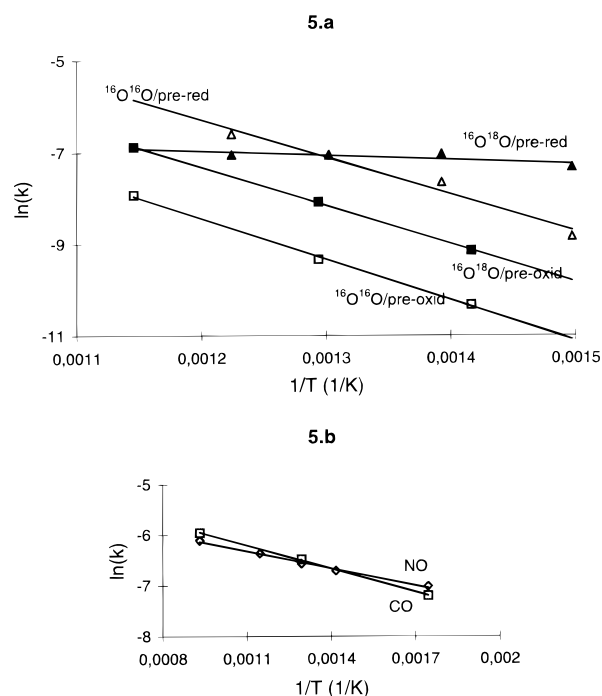 5.a
-5
¹⁶O¹⁶O/pre-red
¹⁶O¹⁸O/pre-red
-7
ln(k)
-9
¹⁶O¹⁸O/pre-oxid
¹⁶O¹⁶O/pre-oxid
-11
0,0011 0,0012 0,0013 0,0014 0,0015
1/T (1/K)
5.b
-5
-6
ln(k)
NO
-7
CO
-8
0,0008 0,0011 0,0014 0,0017 0,002
1/T (1/K)